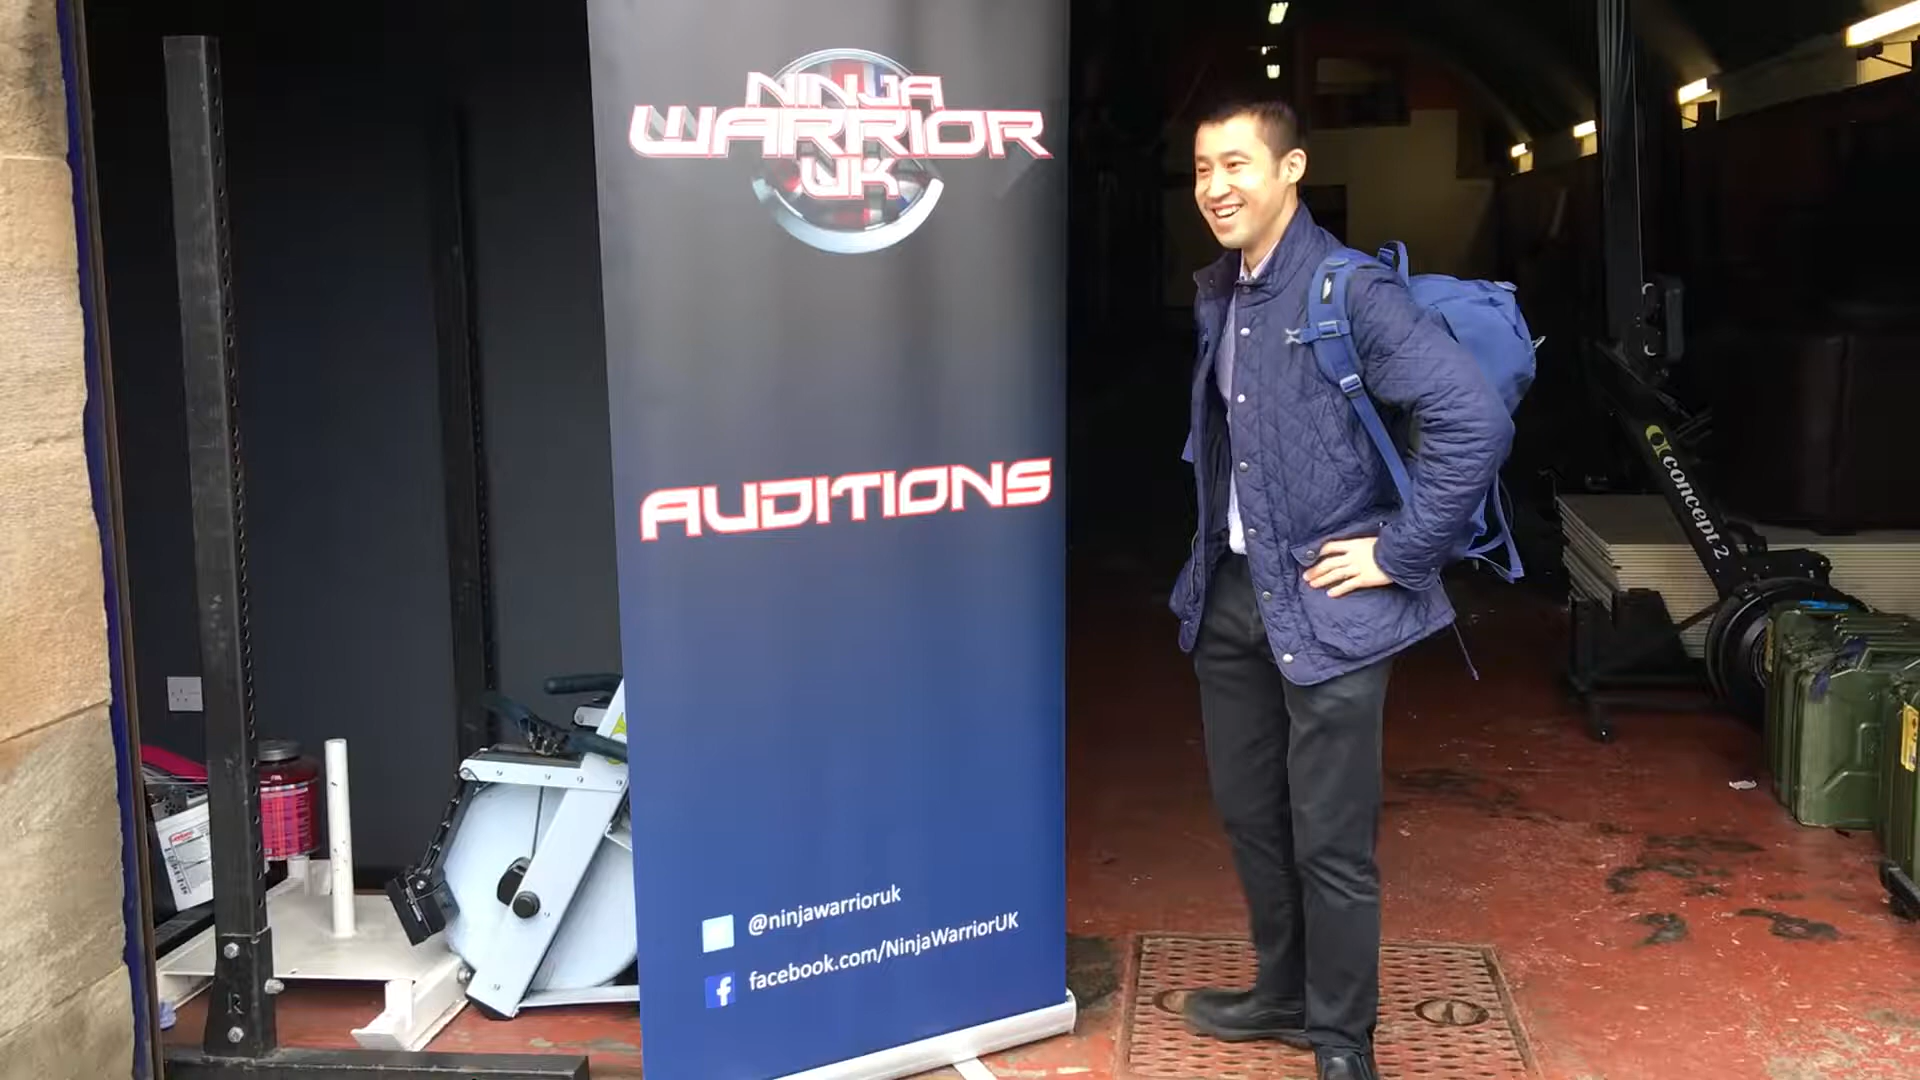 NINJA
WARRIOR
UK
AUDITIONS
@ninjawarrioruk
facebook.com/NinjaWarriorUK
concept 2